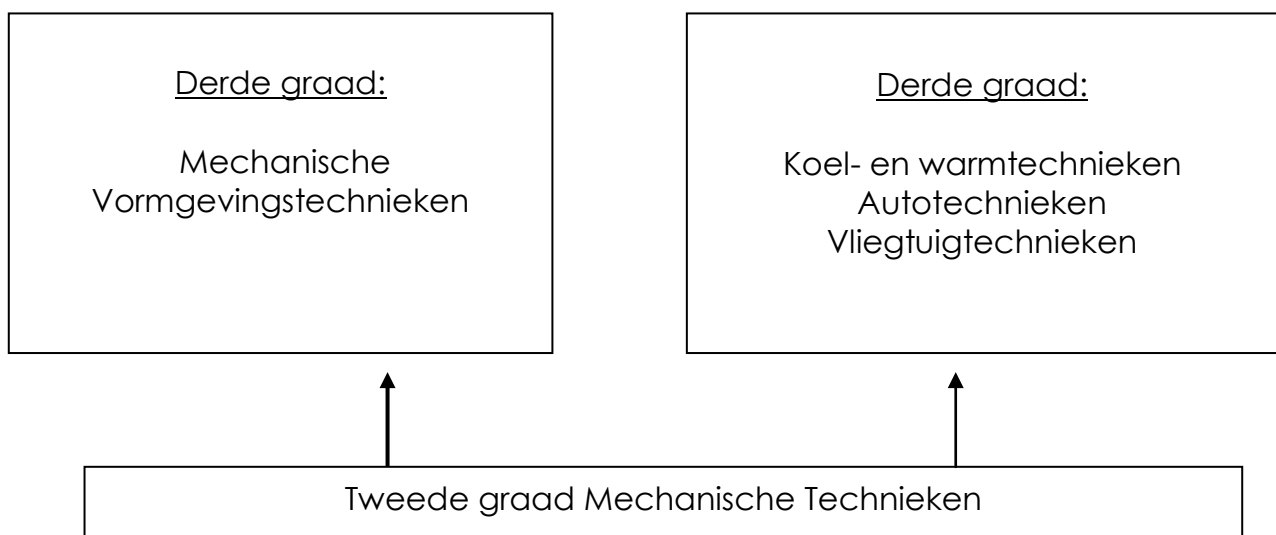 Derde graad:
Mechanische
Vormgevingstechnieken
Derde graad:
Koel- en warmtechnieken
Autotechnieken
Vliegtuigtechnieken
Tweede graad Mechanische Technieken